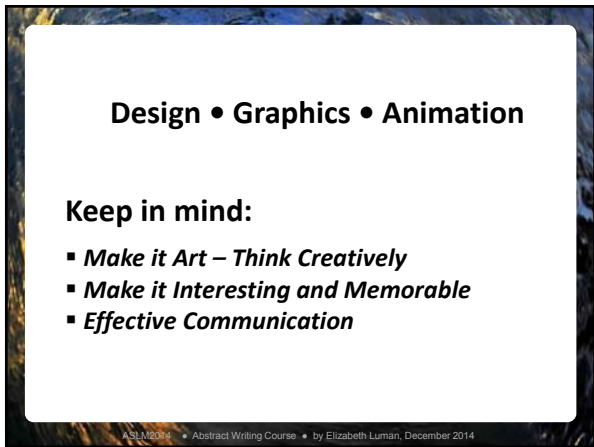 Design • Graphics • Animation
Keep in mind:
▪ Make it Art – Think Creatively
▪ Make it Interesting and Memorable
▪ Effective Communication
ASLM2014 ● Abstract Writing Course ● by Elizabeth Luman, December 2014